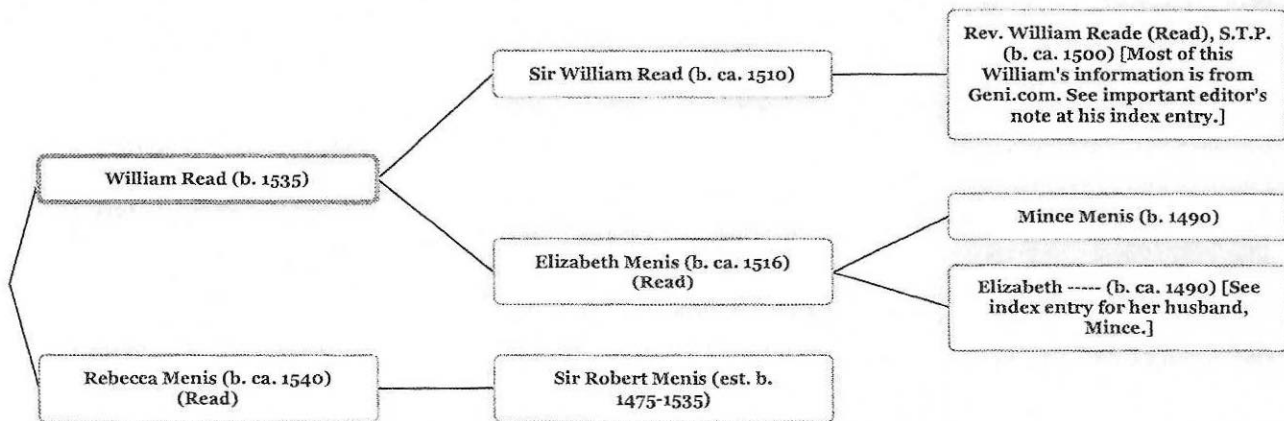 Rev. William Reade (Read), S.T.P.
(b. ca. 1500) [Most of this
William's information is from
Geni.com. See important editor's
note at his index entry.]
Sir William Read (b. ca. 1510)
William Read (b. 1535)
Mince Menis (b. 1490)
Elizabeth Menis (b. ca. 1516)
(Read)
Elizabeth ----- (b. ca. 1490) [See
index entry for her husband,
Mince.]
Rebecca Menis (b. ca. 1540)
(Read)
Sir Robert Menis (est. b.
1475-1535)